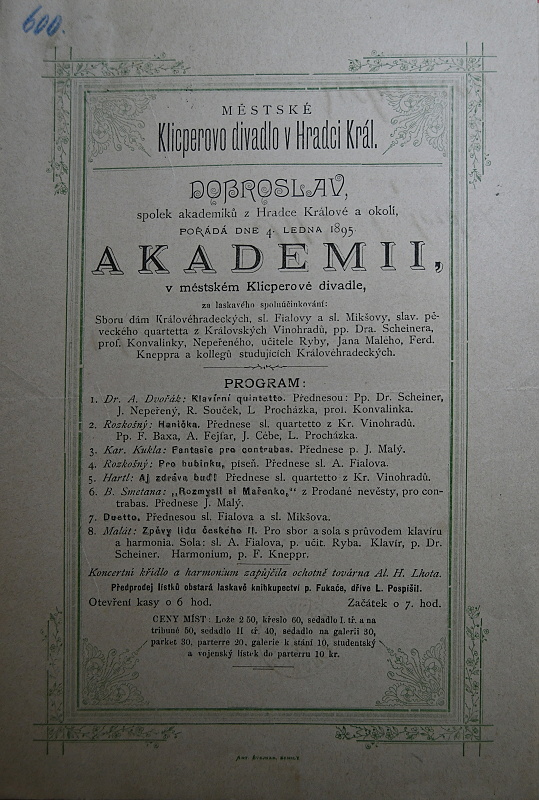 600.
MĚSTSKÉ
Klicperovo divadlo v Hradci Král.
DOBROSLAV,
spolek akademiků z Hradce Králové a okolí,
POŘÁDÁ DNE 4. LEDNA 1895
AKADEMII,
v městském Klicperově divadle,
za laskavého spoluúčinkování:
Sboru dám Královéhradeckých, sl. Fialovy a sl. Mikšovy, slav. pě-
veckého quartetta z Královských Vinohradů, pp. Dra. Scheinera,
prof. Konvalinky, Nepeřeného, učitele Ryby, Jana Malého, Ferd.
Kneppra a kollegů studujících Královéhradeckých.
PROGRAM:
1. Dr. A. Dvořák: Klavírní quintetto. Přednesou: Pp. Dr. Scheiner,
J. Nepeřený, R. Souček, L. Procházka, prof. Konvalinka.
2. Rozkošný: Hanička. Přednese sl. quartetto z Kr. Vinohradů.
Pp. F. Baxa, A. Fejfar, J. Cébe, L. Procházka.
3. Kar. Kukla: Fantasie pro contrabas. Přednese p. J. Malý.
4. Rozkošný: Pro hubinku, píseň. Přednese sl. A. Fialova.
5. Hartl: Aj zdráva buď! Přednese sl. quartetto z Kr. Vinohradů.
6. B. Smetana: „Rozmysli si Mařenko," z Prodané nevěsty, pro con-
trabas. Přednese J. Malý.
7. Duetto. Přednesou sl. Fialova a sl. Mikšova.
8. Malát: Zpěvy lidu českého II. Pro sbor a sola s průvodem klavíru
a harmonia. Sola: sl. A. Fialova, p. učit. Ryba. Klavír, p. Dr.
Scheiner. Harmonium, p. F. Kneppr.
Koncertní křídlo a harmonium zapůjčila ochotně továrna Al. H. Lhota.
Předprodej lístků obstará laskavě knihkupectví p. Fukače, dříve L. Pospíšil.
Otevření kasy o 6 hod. Začátek o 7. hod.
CENY MÍST: Lože 2 50, křeslo 60, sedadlo I. tř. a na
tribuně 50, sedadlo II tř. 40, sedadlo na galerii 30,
parket 30. parterre 20, galerie k stání 10, studentský
a vojenský lístek do parterru 10 kr.